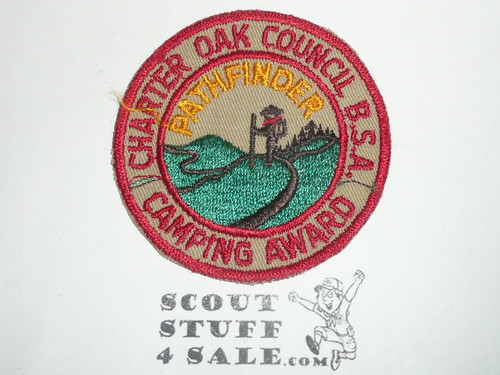 CHARTER OAK COUNCIL B.S.A.
PATHFINDER
CAMPING AWARD
SCOUT
STUFF
4 SALE.com